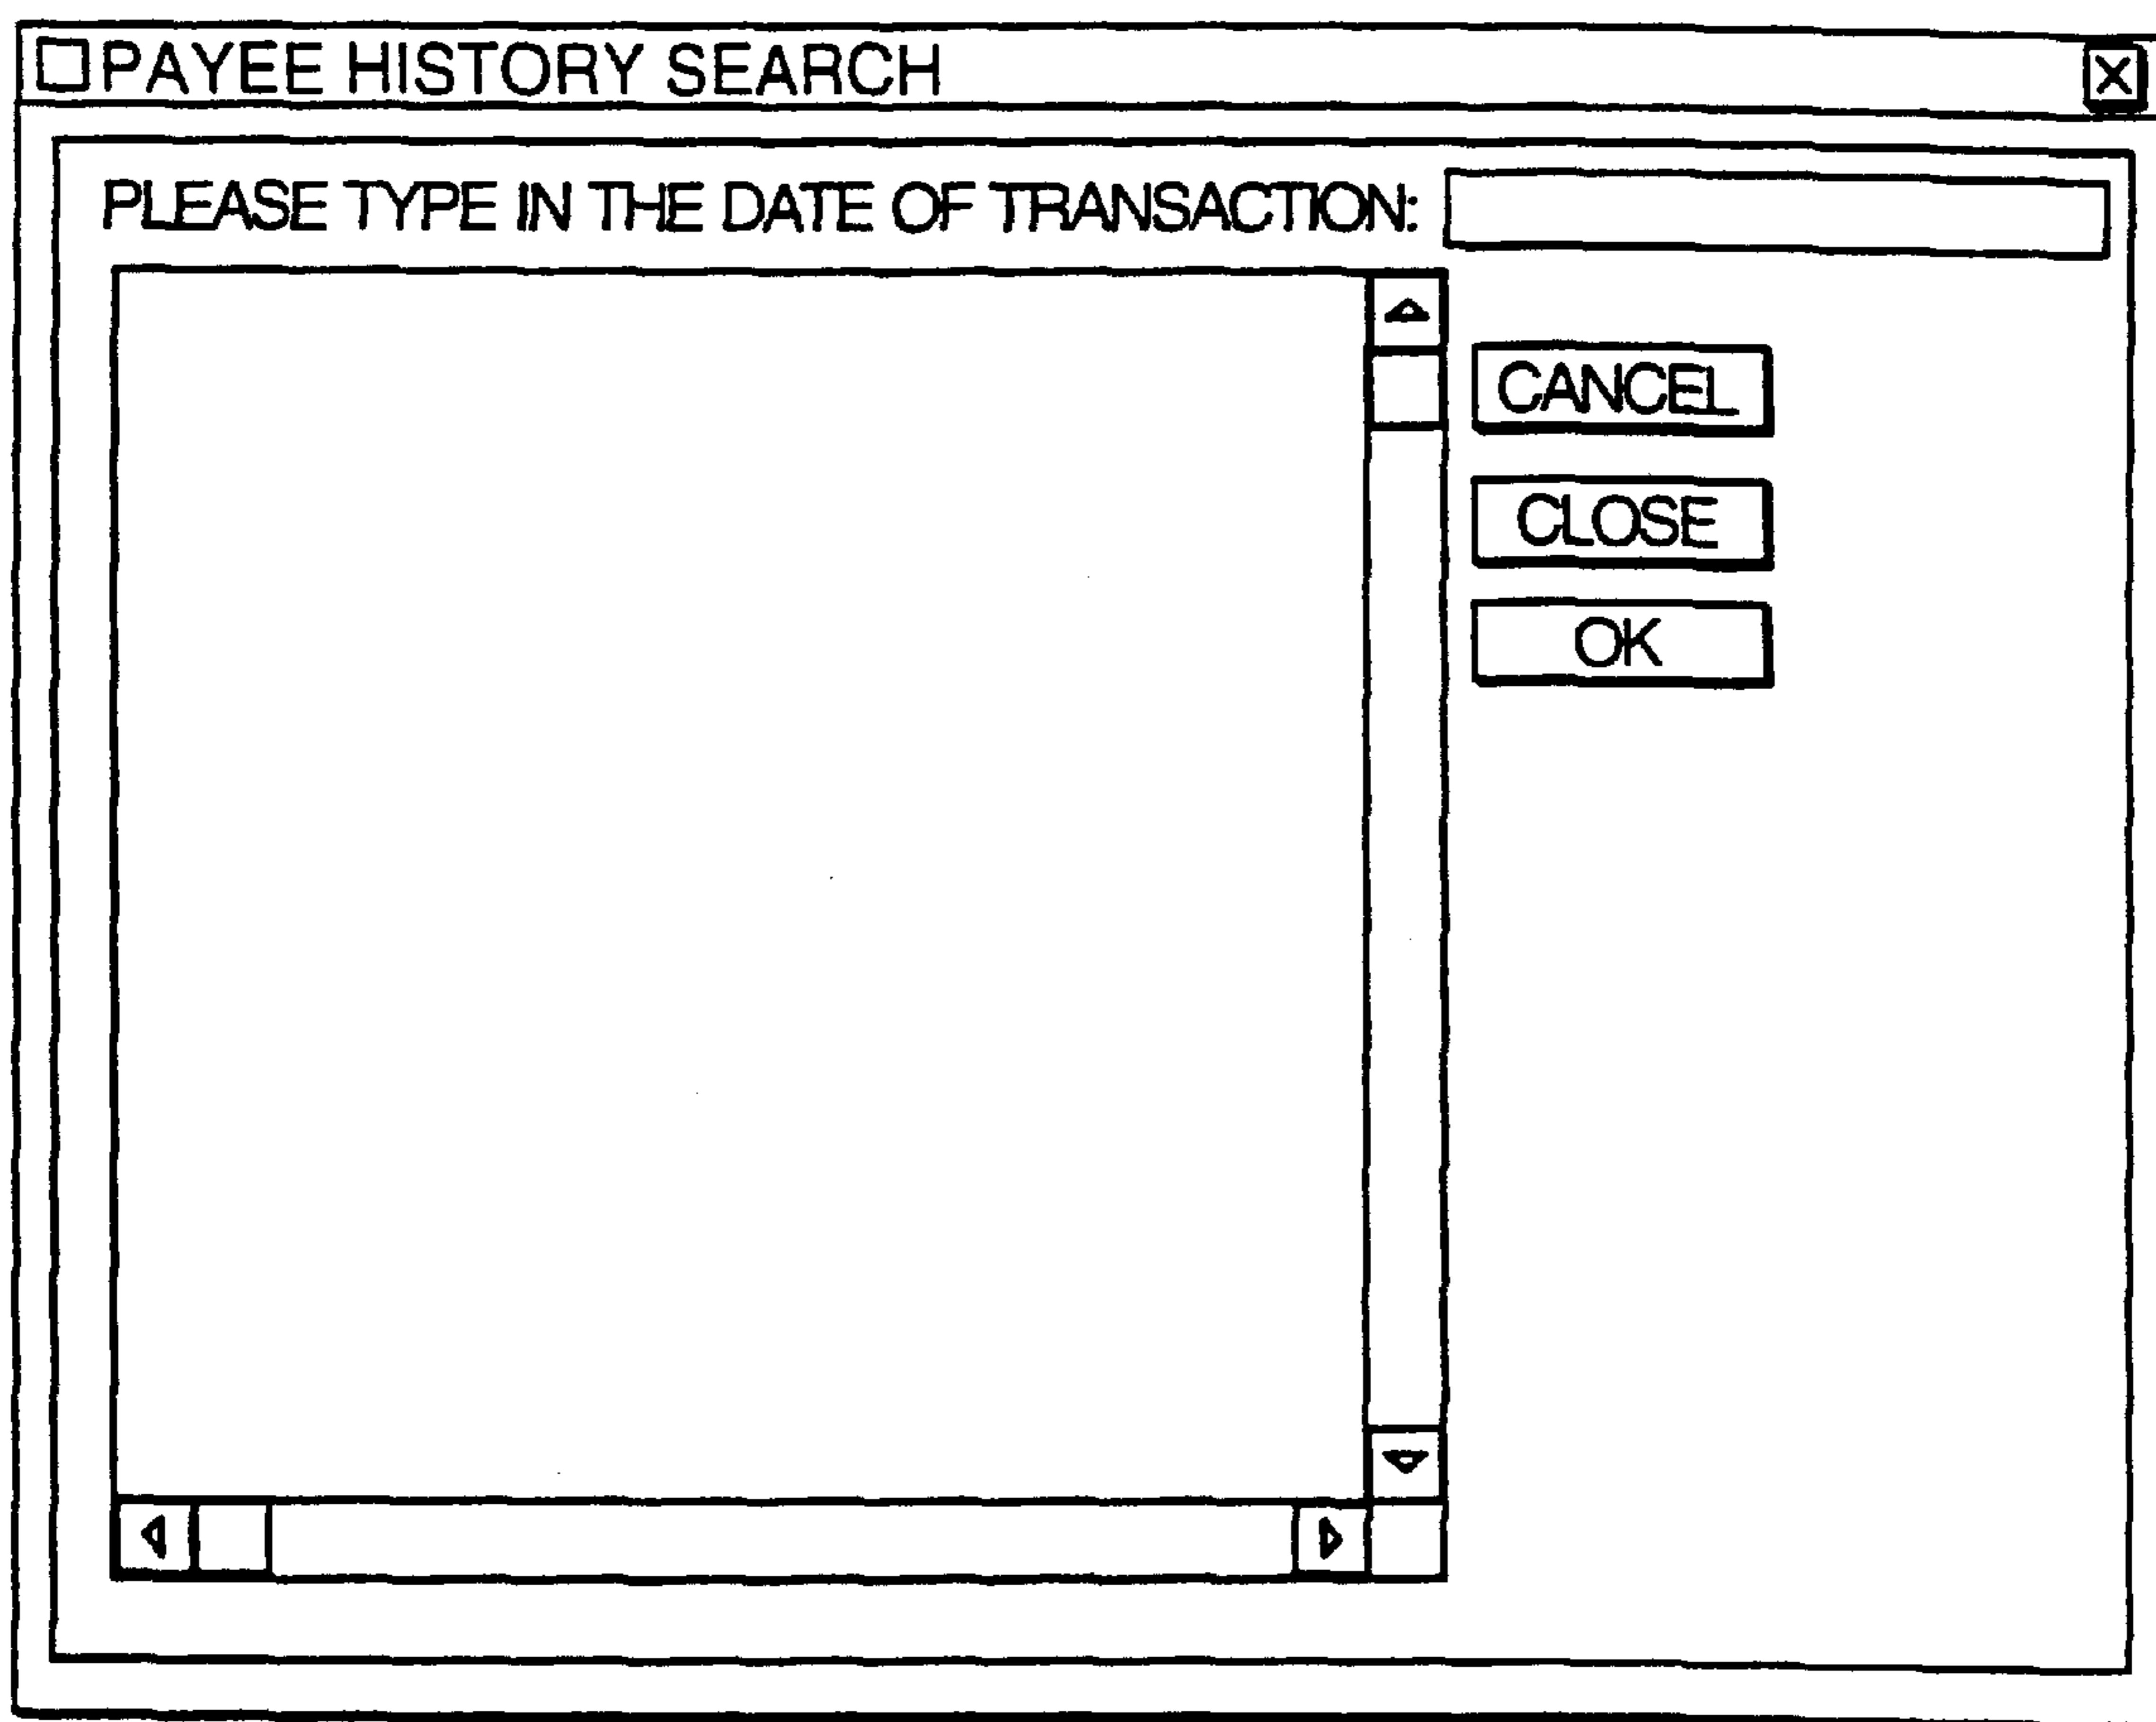 PAYEE HISTORY SEARCH
PLEASE TYPE IN THE DATE OF TRANSACTION:
CANCEL
CLOSE
OK